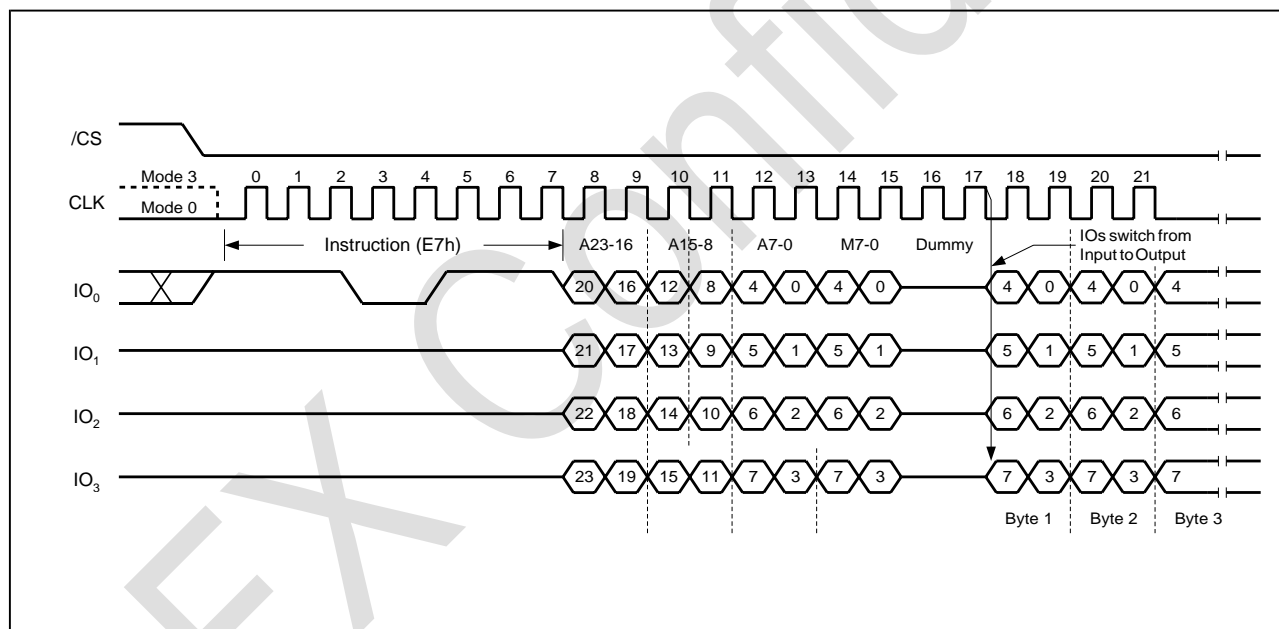 /CS
Mode 3 0 1 2 3 4 5 6 7 8 9 10 11 12 13 14 15 16 17 18 19 20 21
CLK
Mode 0
Instruction (E7h) A23-16 A15-8 A7-0 M7-0 Dummy
IOs switch from
Input to Output
IO0 20 16 12 8 4 0 4 0 4 0 4 0 4
IO1 21 17 13 9 5 1 5 1 5 1 5 1 5
IO2 22 18 14 10 6 2 6 2 6 2 6 2 6
IO3 23 19 15 11 7 3 7 3 7 3 7 3 7
Byte 1 Byte 2 Byte 3